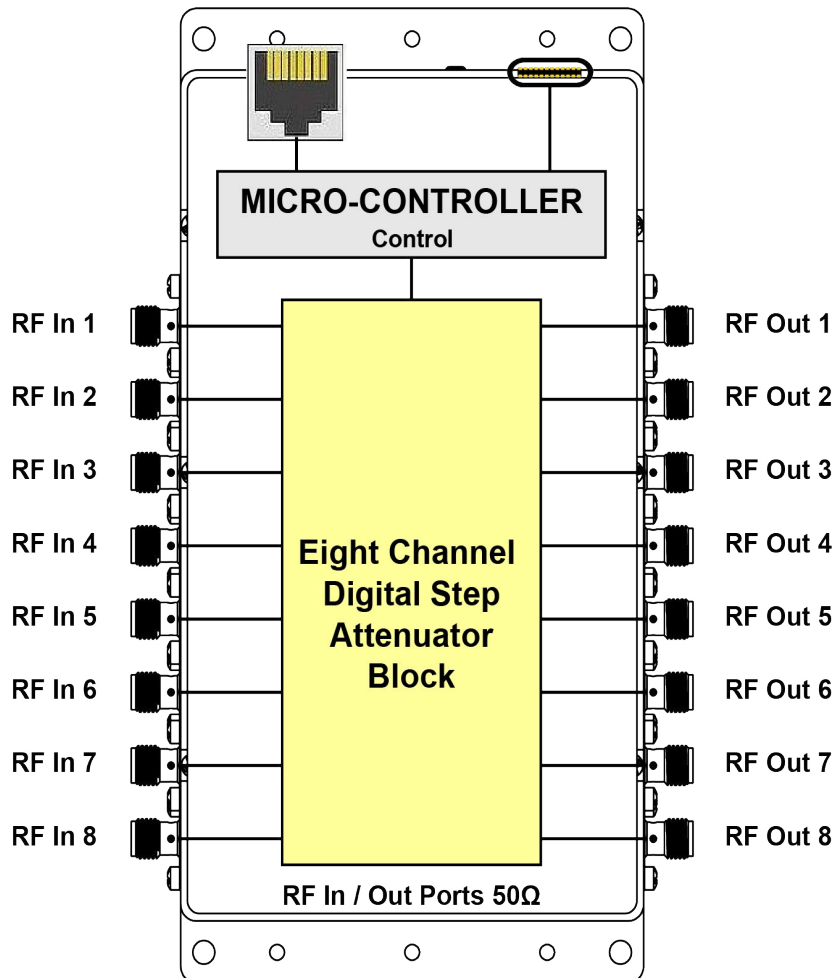 MICRO-CONTROLLER
Control
RF In 1
RF Out 1
RF In 2
RF Out 2
RF In 3
RF Out 3
RF In 4
RF Out 4
RF In 5
RF Out 5
RF In 6
RF Out 6
RF In 7
RF Out 7
RF In 8
RF Out 8
Eight Channel
Digital Step
Attenuator
Block
RF In / Out Ports 50Ω